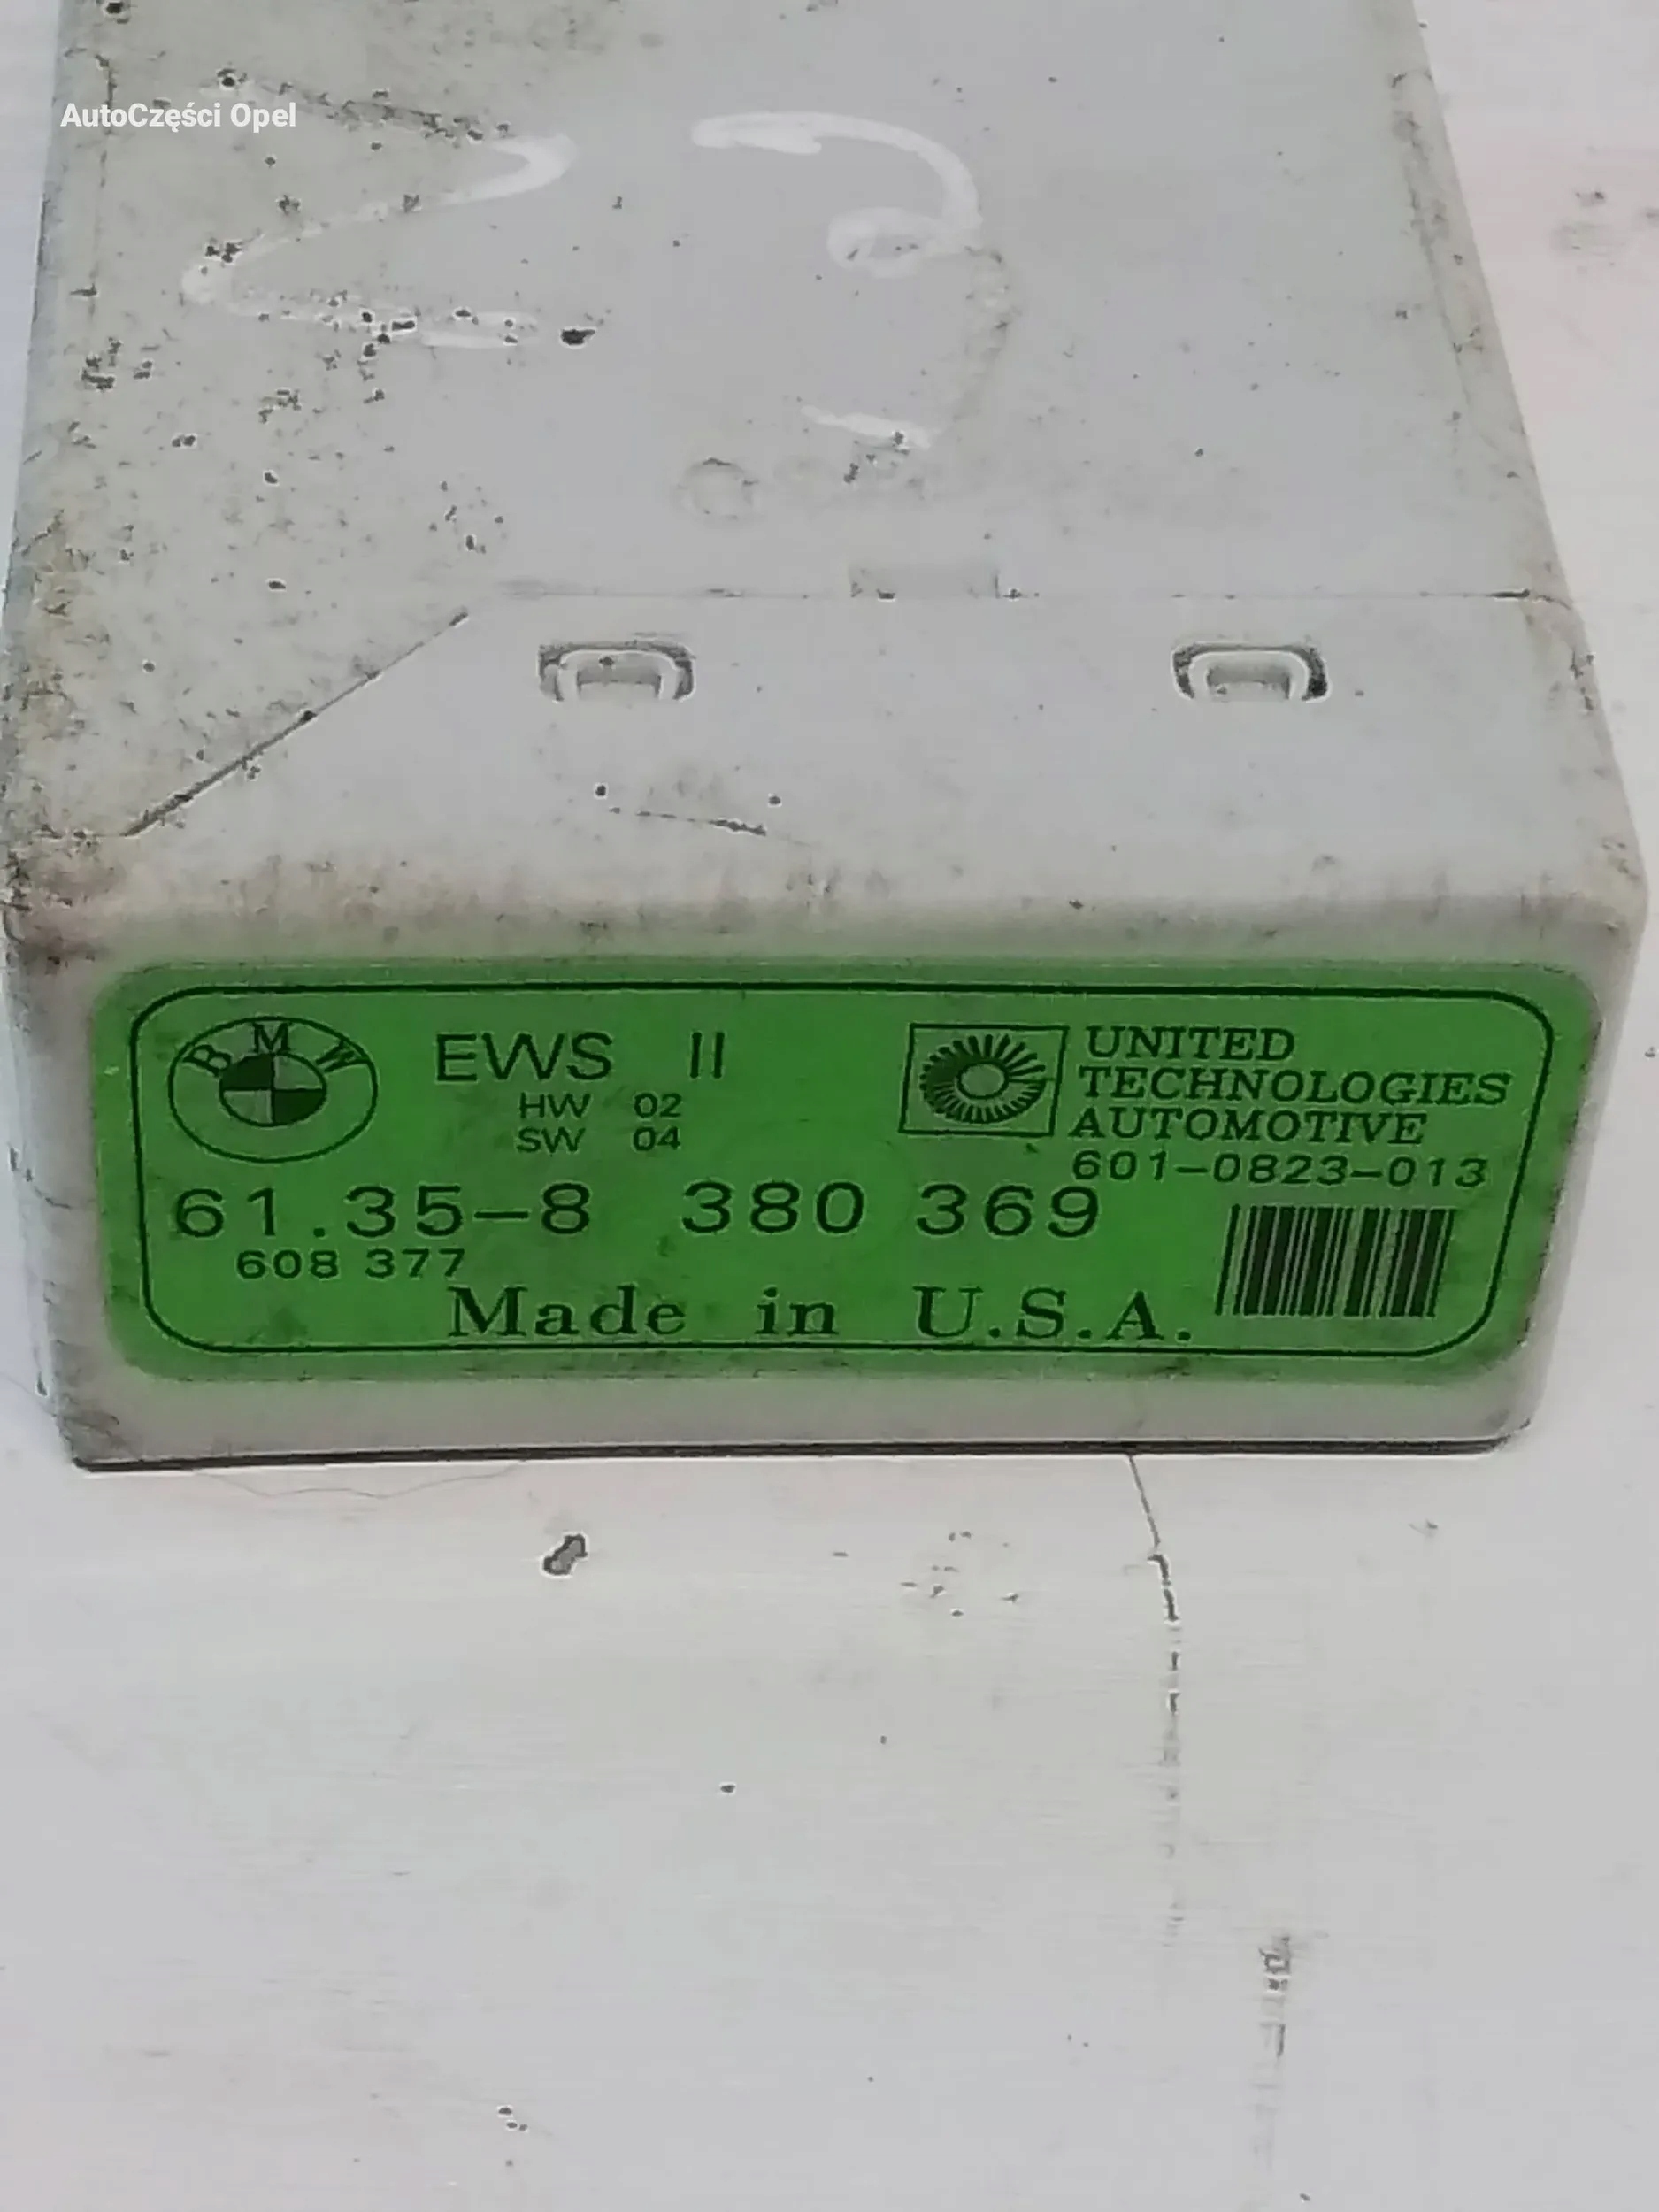 AutoCzęści Opel
BMW
EWS II
HW 02
SW 04
UNITED
TECHNOLOGIES
AUTOMOTIVE
601-0823-013
61.35-8 380 369
608 377
Made in U.S.A.